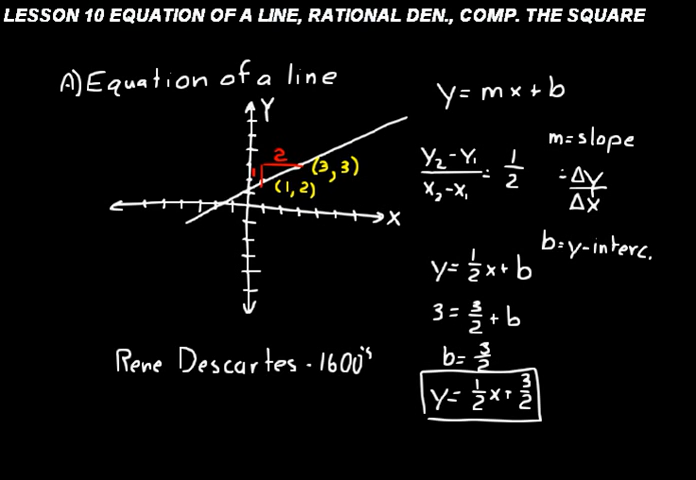 LESSON 10 EQUATION OF A LINE, RATIONAL DEN., COMP. THE SQUARE
A) Equation of a line
Y
2
1
(3,3)
(1,2)
X
Rene Descartes - 1600's
y = mx + b
Y₂-Y₁/X₂-X₁ = 1/2
m=slope
= ΔY/ΔX
b=y-interc.
y= 1/2 x + b
3 = 3/2 + b
b= 3/2
y= 1/2 x + 3/2